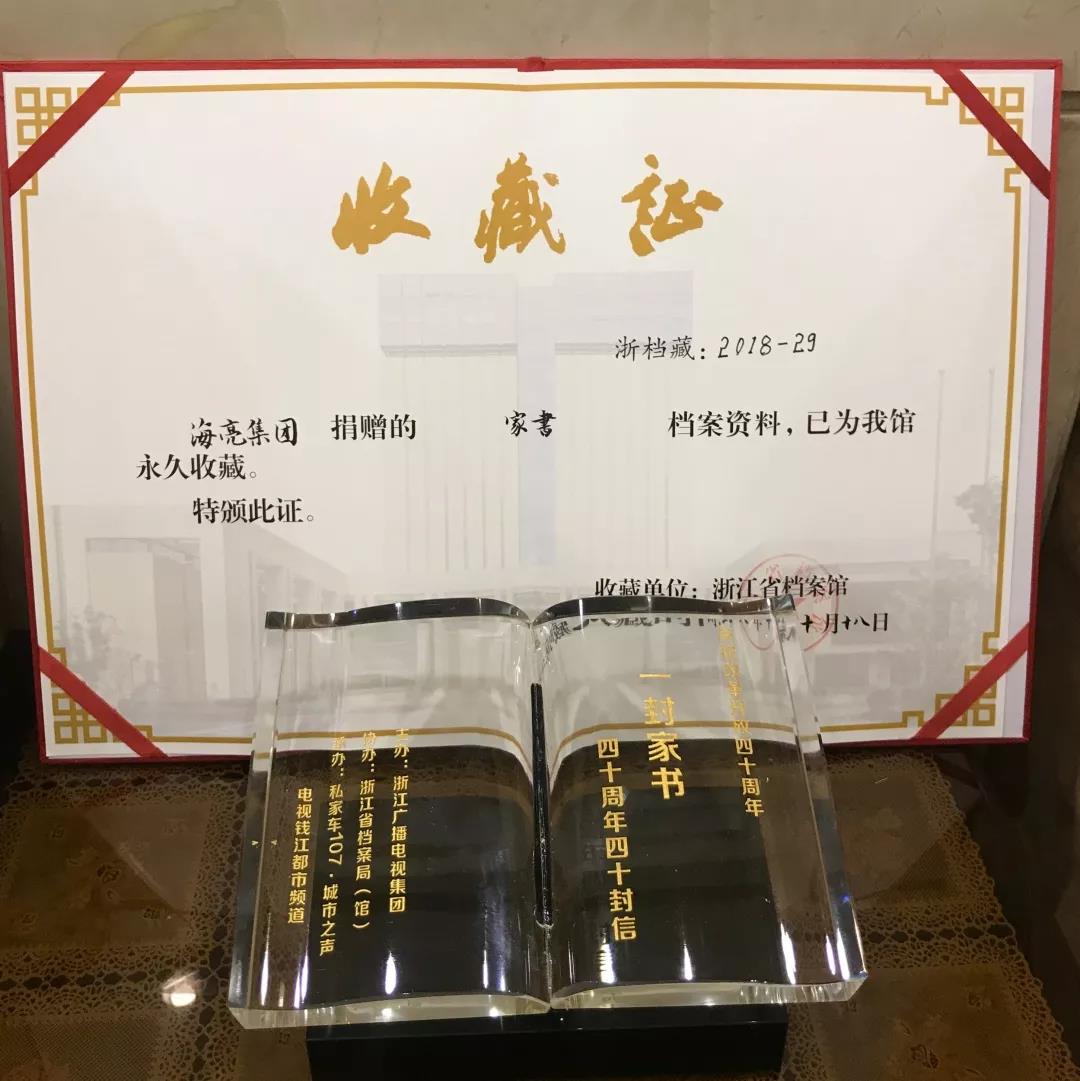 收藏证
浙档藏：2018-29
海亮集团 捐赠的 家书 档案资料，已为我馆
永久收藏。
特颁此证。
收藏单位：浙江省档案馆
十月十八日
四十周年
一封家书
四十周年四十封信
主办：浙江广播电视集团
协办：浙江省档案局（馆）
承办：私家车107·城市之声
电视钱江都市频道